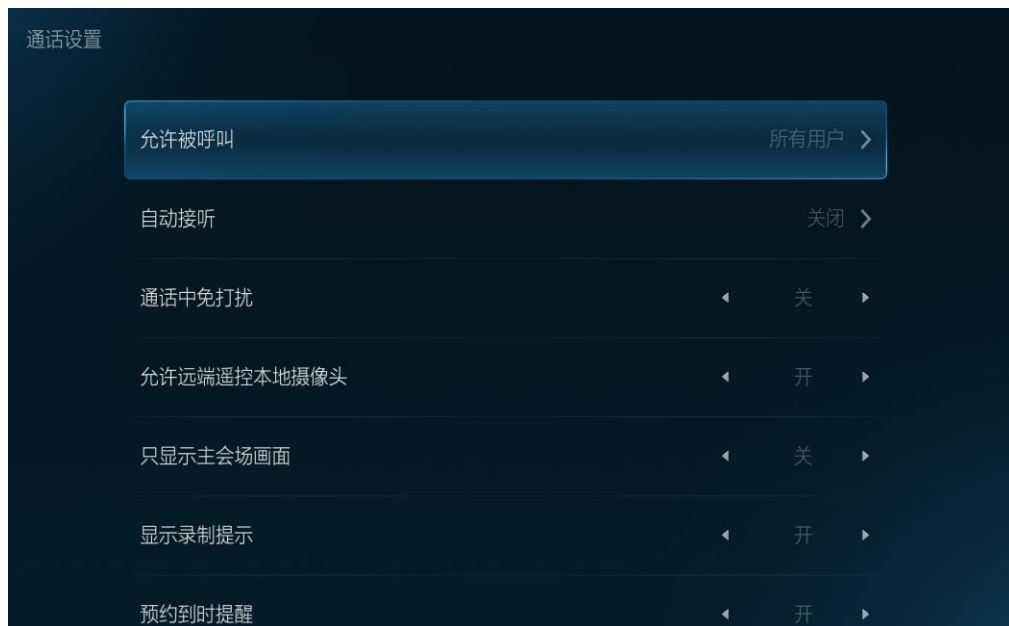 通话设置
允许被呼叫 所有用户
自动接听 关闭
通话中免打扰 关
允许远端遥控本地摄像头 开
只显示主会场画面 关
显示录制提示 开
预约到时提醒 开